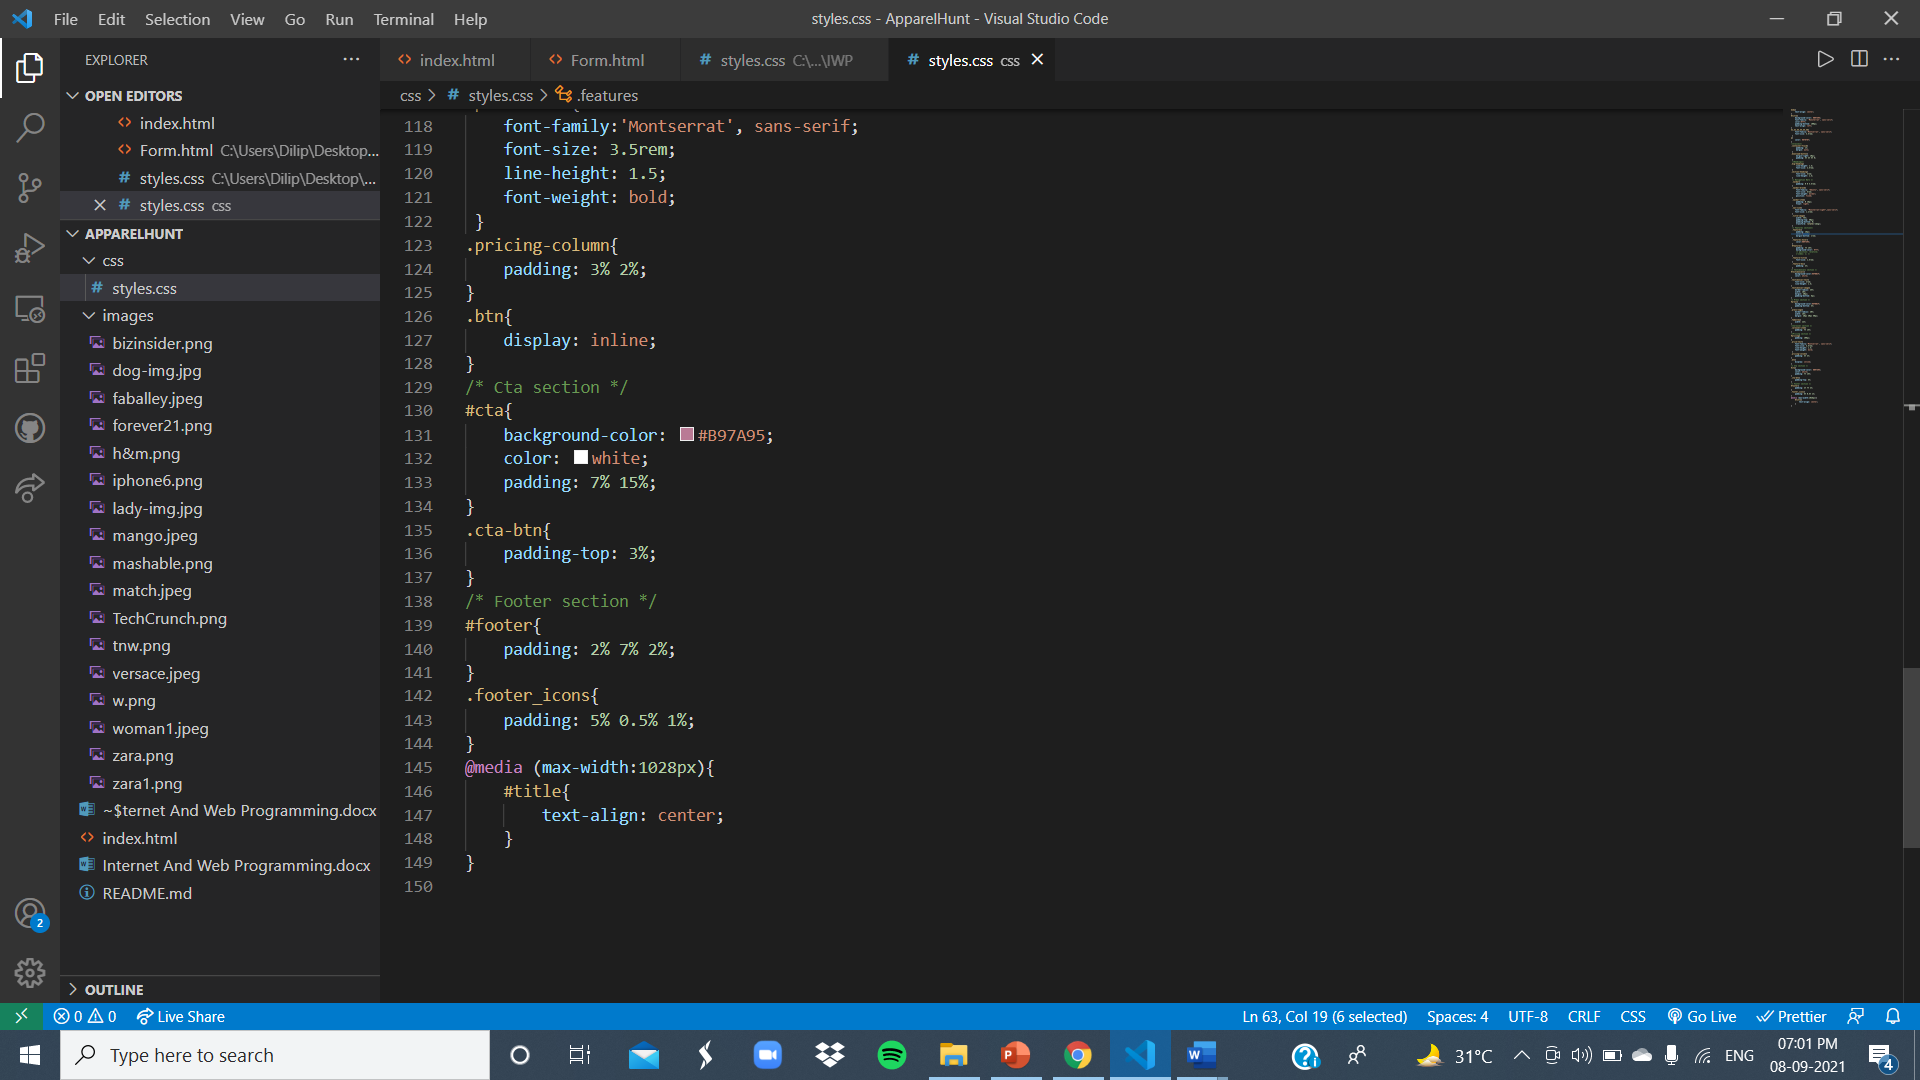 File Edit Selection View Go Run Terminal Help
styles.css - ApparelHunt - Visual Studio Code
EXPLORER
OPEN EDITORS
index.html
Form.html C:\Users\Dilip\Desktop...
styles.css C:\Users\Dilip\Desktop\...
styles.css css
APPARELHUNT
css
styles.css
images
bizinsider.png
dog-img.jpg
faballey.jpeg
forever21.png
h&m.png
iphone6.png
lady-img.jpg
mango.jpeg
mashable.png
match.jpeg
TechCrunch.png
tnw.png
versace.jpeg
w.png
woman1.jpeg
zara.png
zara1.png
~$ternet And Web Programming.docx
index.html
Internet And Web Programming.docx
README.md
OUTLINE
index.html Form.html styles.css C:\...\IWP styles.css css
css > styles.css > .features
118 font-family:'Montserrat', sans-serif;
119 font-size: 3.5rem;
120 line-height: 1.5;
121 font-weight: bold;
122 }
123 .pricing-column{
124 padding: 3% 2%;
125 }
126 .btn{
127 display: inline;
128 }
129 /* Cta section */
130 #cta{
131 background-color: #B97A95;
132 color: white;
133 padding: 7% 15%;
134 }
135 .cta-btn{
136 padding-top: 3%;
137 }
138 /* Footer section */
139 #footer{
140 padding: 2% 7% 2%;
141 }
142 .footer_icons{
143 padding: 5% 0.5% 1%;
144 }
145 @media (max-width:1028px){
146 #title{
147 text-align: center;
148 }
149 }
150
2
0 0 Live Share
Ln 63, Col 19 (6 selected) Spaces: 4 UTF-8 CRLF CSS Go Live Prettier
Type here to search
31°C ENG
07:01 PM
08-09-2021
4